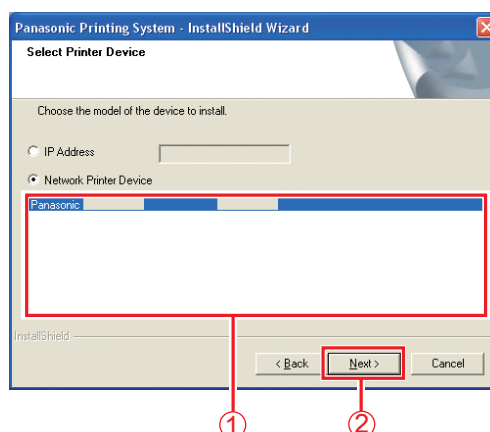 Panasonic Printing System - InstallShield Wizard
Select Printer Device
Choose the model of the device to install.
IP Address
Network Printer Device
Panasonic
InstallShield
< Back Next > Cancel
1 2